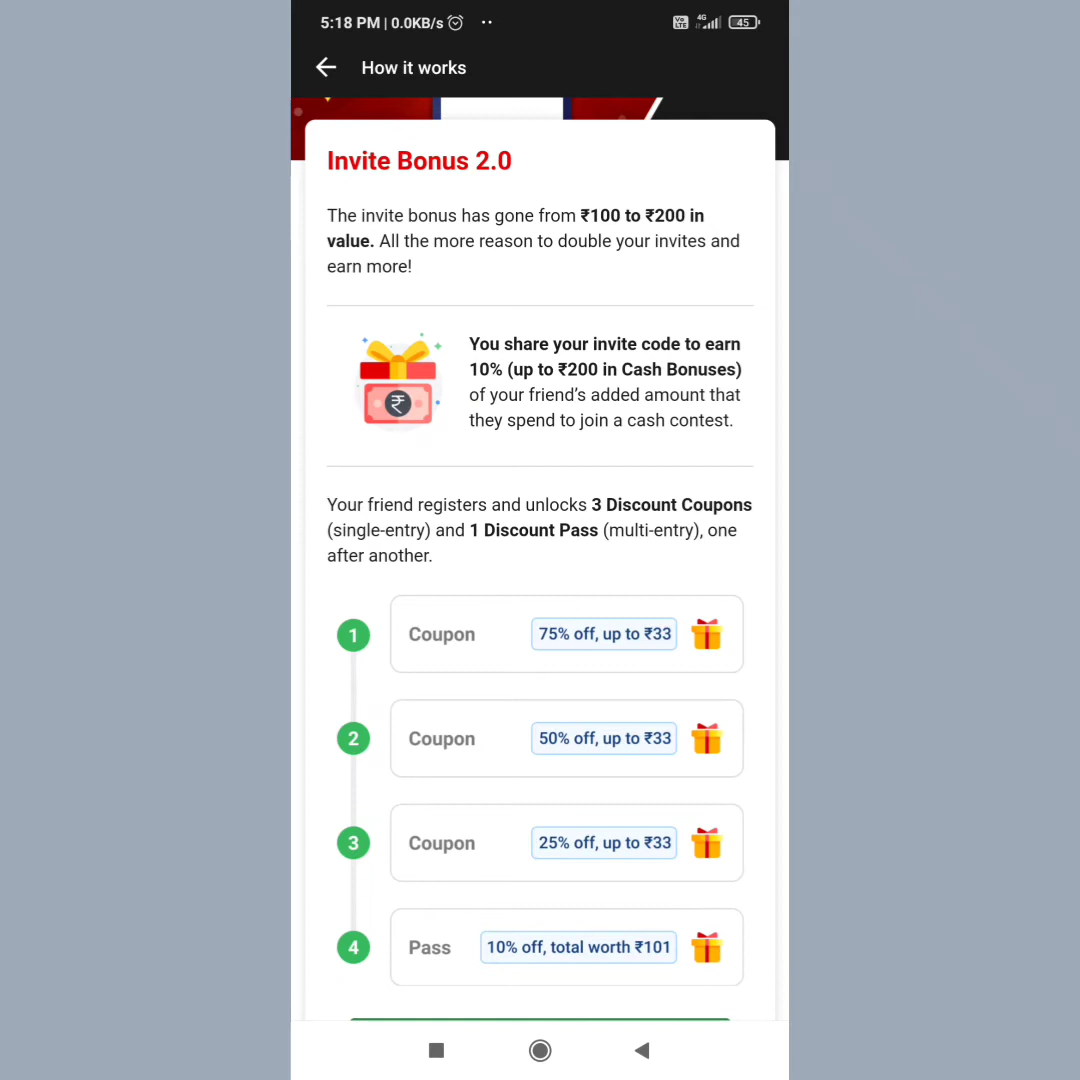 5:18 PM | 0.0KB/s
Vo LTE 4G 45
How it works
Invite Bonus 2.0
The invite bonus has gone from ₹100 to ₹200 in
value. All the more reason to double your invites and
earn more!
You share your invite code to earn
10% (up to ₹200 in Cash Bonuses)
of your friend’s added amount that
they spend to join a cash contest.
₹
Your friend registers and unlocks 3 Discount Coupons
(single-entry) and 1 Discount Pass (multi-entry), one
after another.
1 Coupon 75% off, up to ₹33
2 Coupon 50% off, up to ₹33
3 Coupon 25% off, up to ₹33
4 Pass 10% off, total worth ₹101